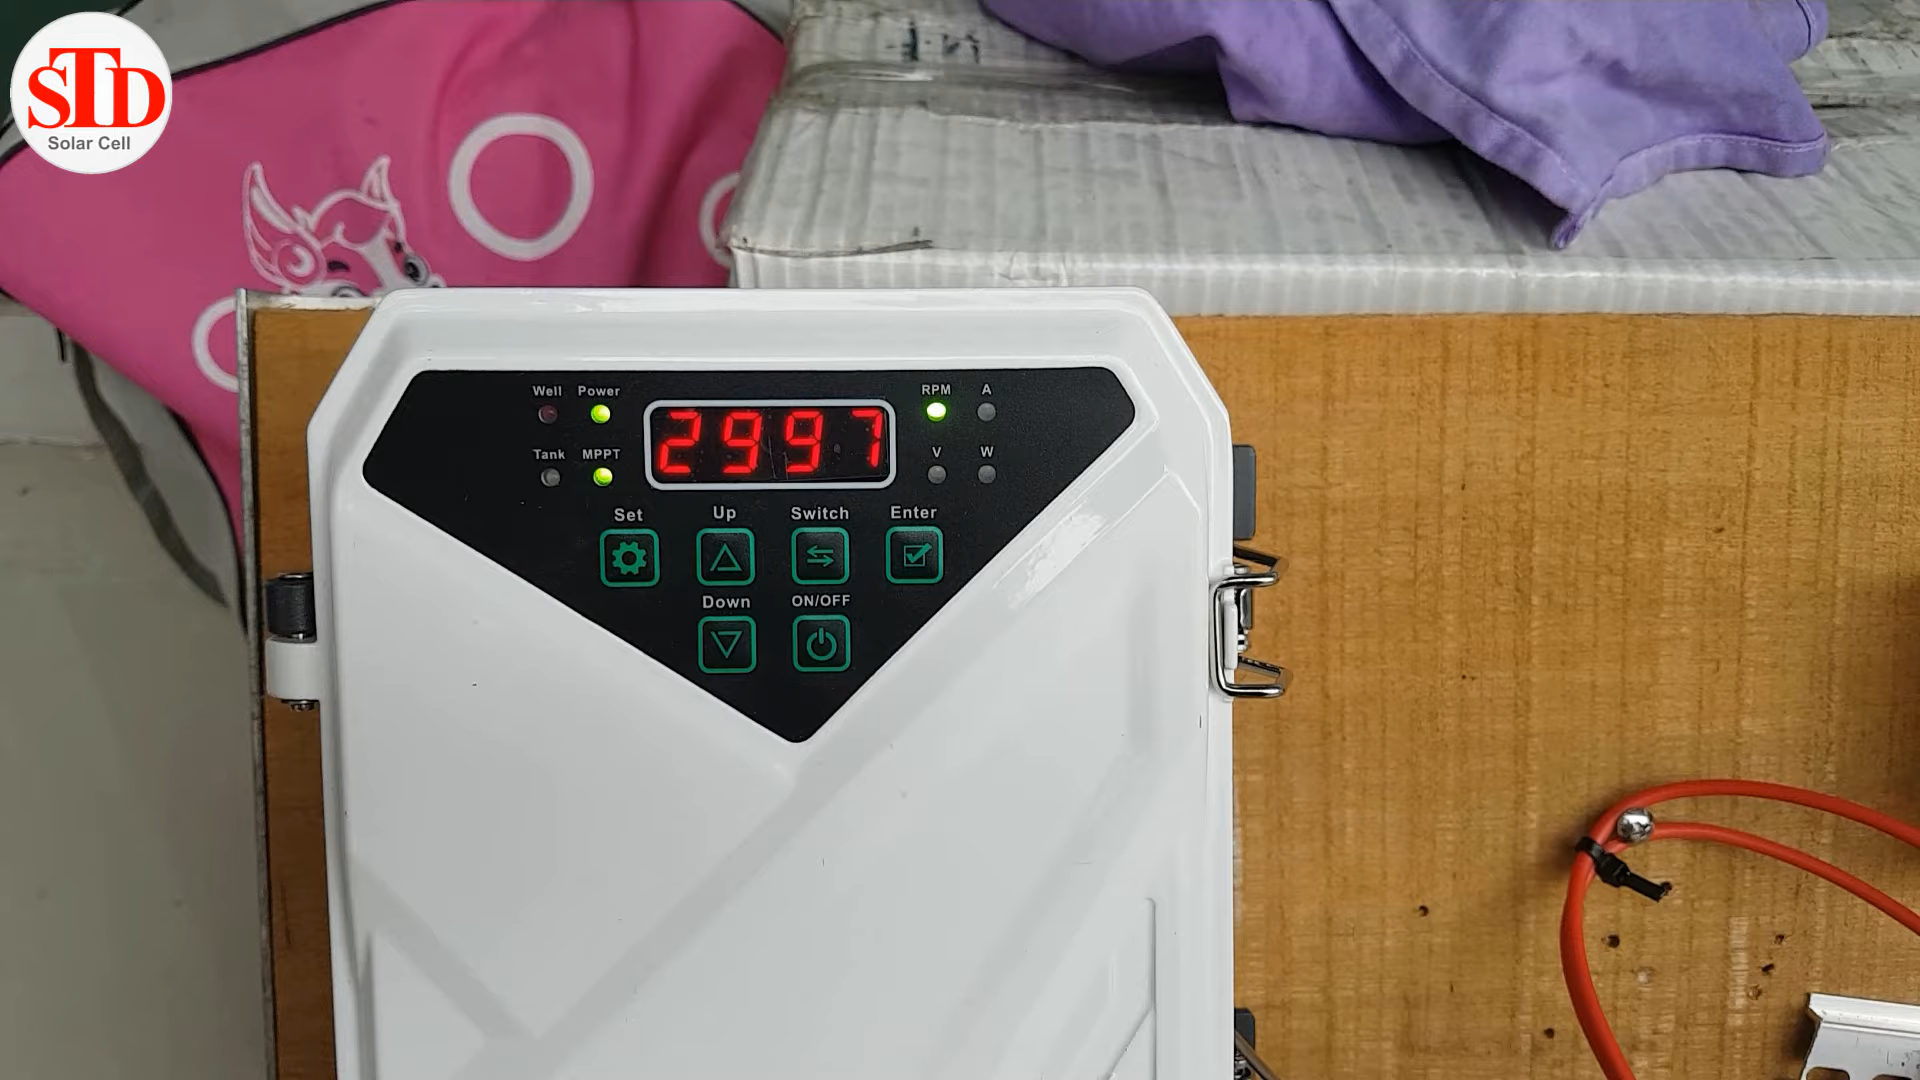 STD
Solar Cell
Well Power
RPM A
2997
Tank MPPT
V W
Set Up Switch Enter
Down ON/OFF